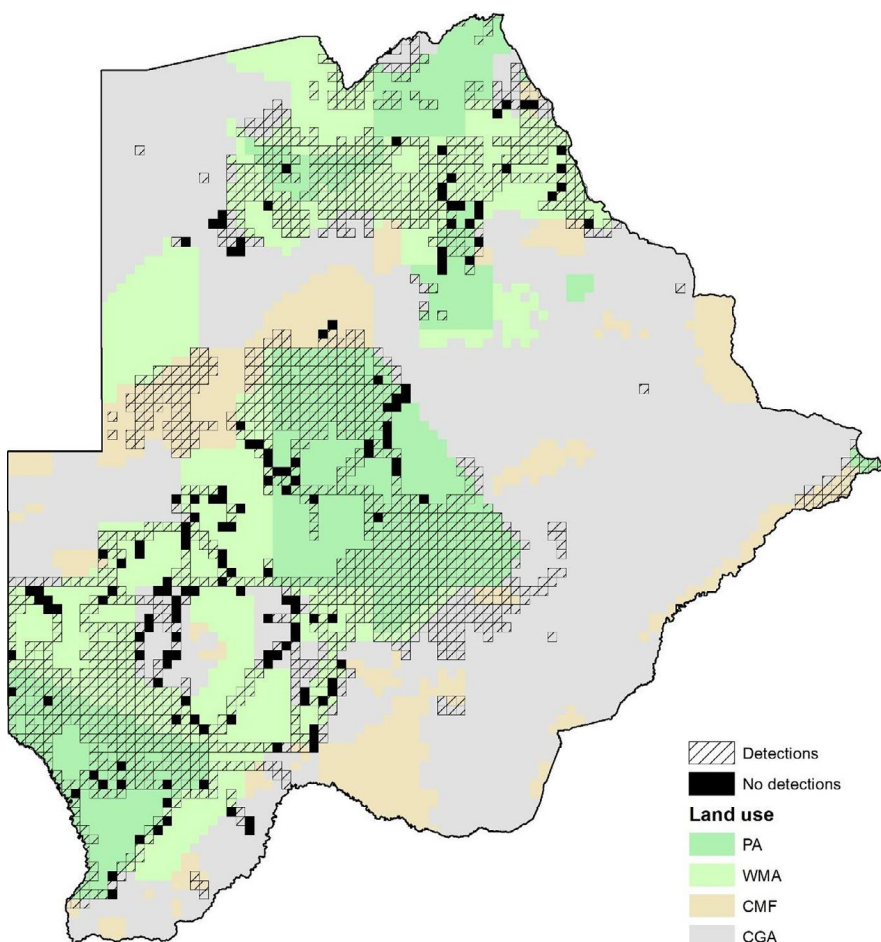 Detections
No detections
Land use
PA
WMA
CMF
CGA